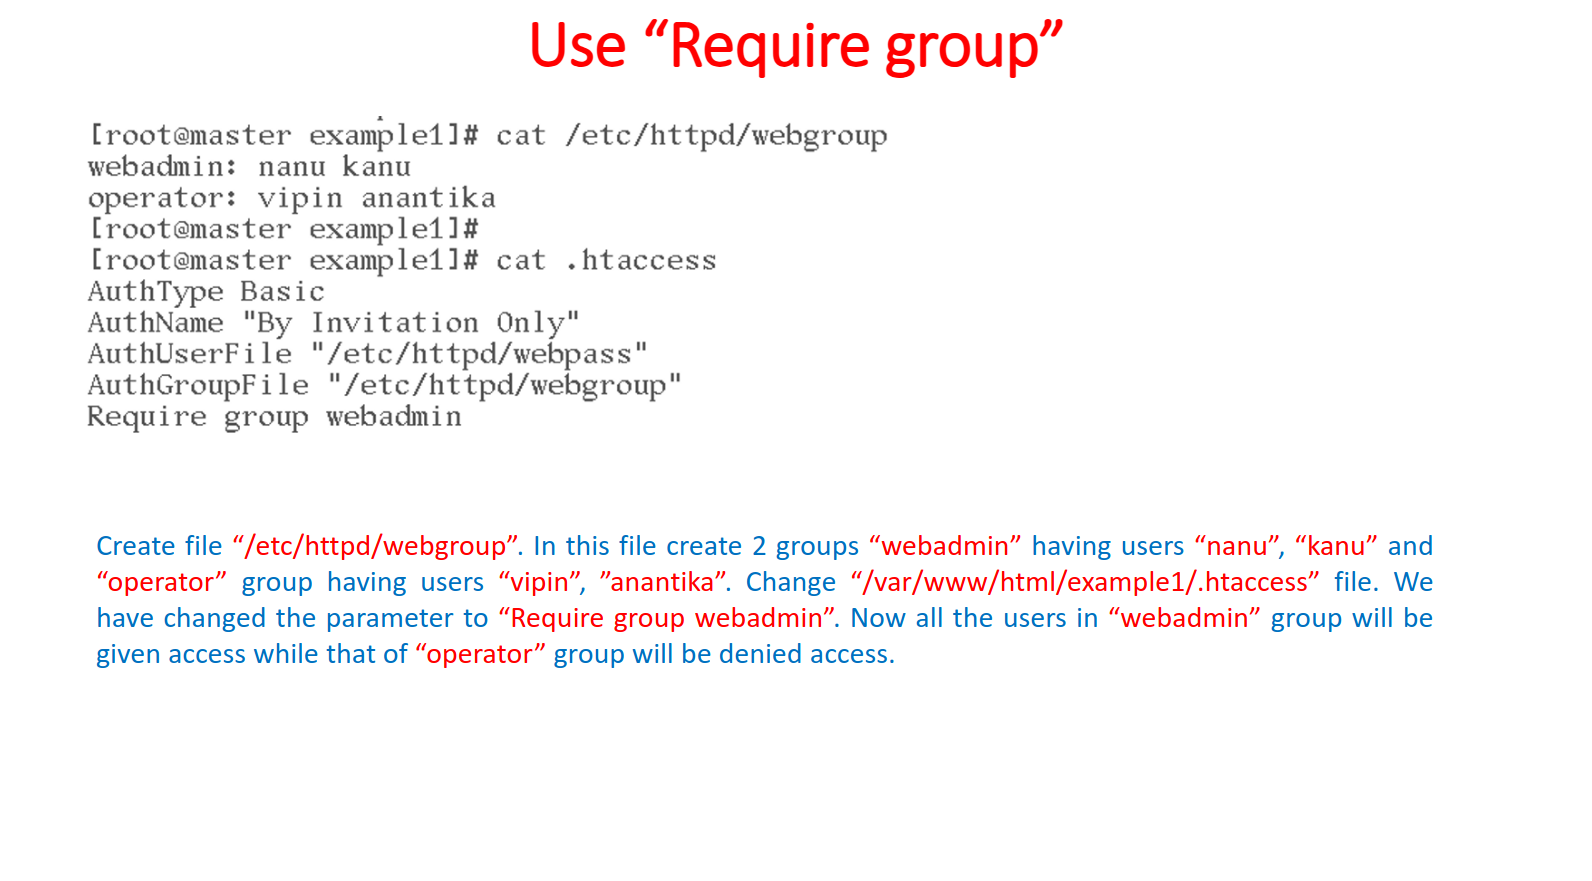 Use “Require group”
[root@master example1]# cat /etc/httpd/webgroup
webadmin: nanu kanu
operator: vipin anantika
[root@master example1]#
[root@master example1]# cat .htaccess
AuthType Basic
AuthName "By Invitation Only"
AuthUserFile "/etc/httpd/webpass"
AuthGroupFile "/etc/httpd/webgroup"
Require group webadmin
Create file “/etc/httpd/webgroup”. In this file create 2 groups “webadmin” having users “nanu”, “kanu” and
“operator” group having users “vipin”, ”anantika”. Change “/var/www/html/example1/.htaccess” file. We
have changed the parameter to “Require group webadmin”. Now all the users in “webadmin” group will be
given access while that of “operator” group will be denied access.